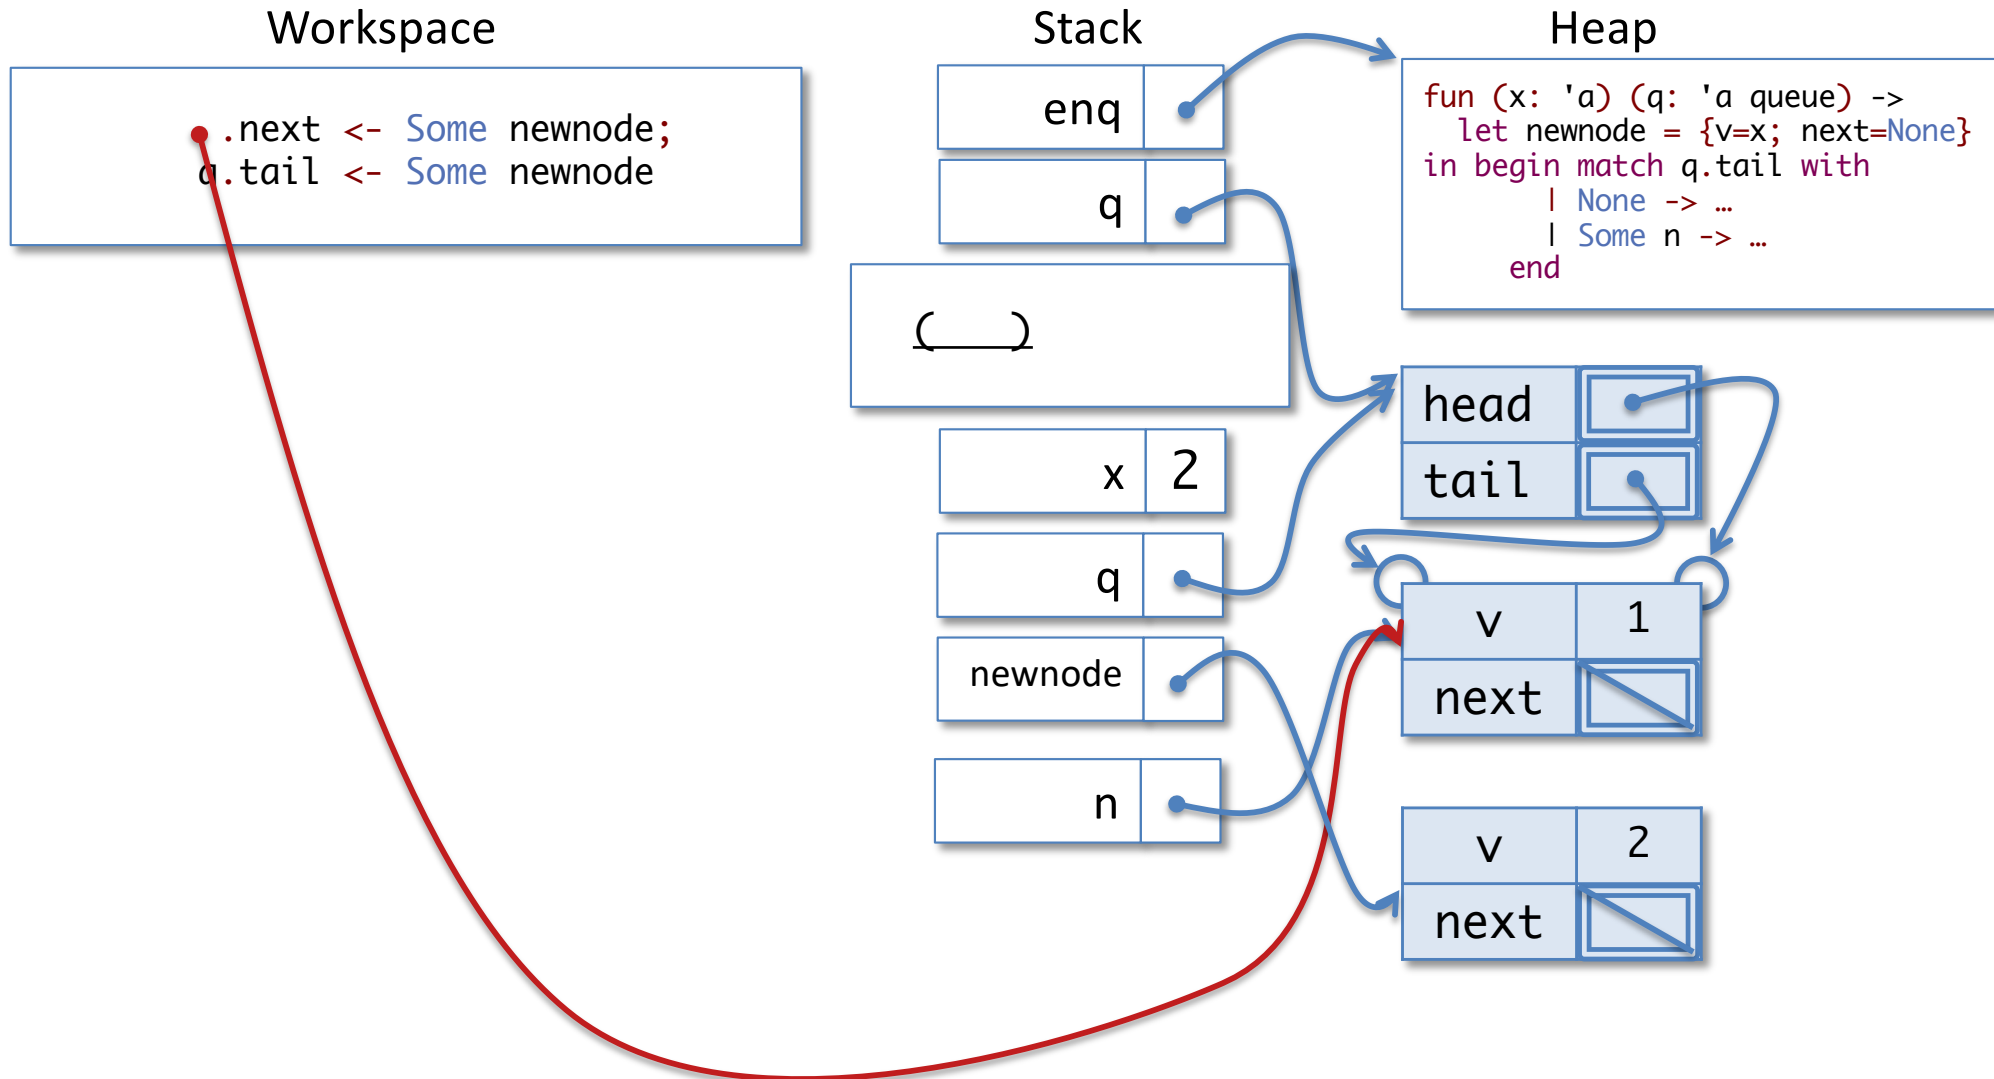 Workspace
.next <- Some newnode;
q.tail <- Some newnode
Stack
enq
q
(    )
x 2
q
newnode
n
Heap
fun (x: 'a) (q: 'a queue) ->
let newnode = {v=x; next=None}
in begin match q.tail with
| None -> …
| Some n -> …
end
head
tail
v 1
next
v 2
next